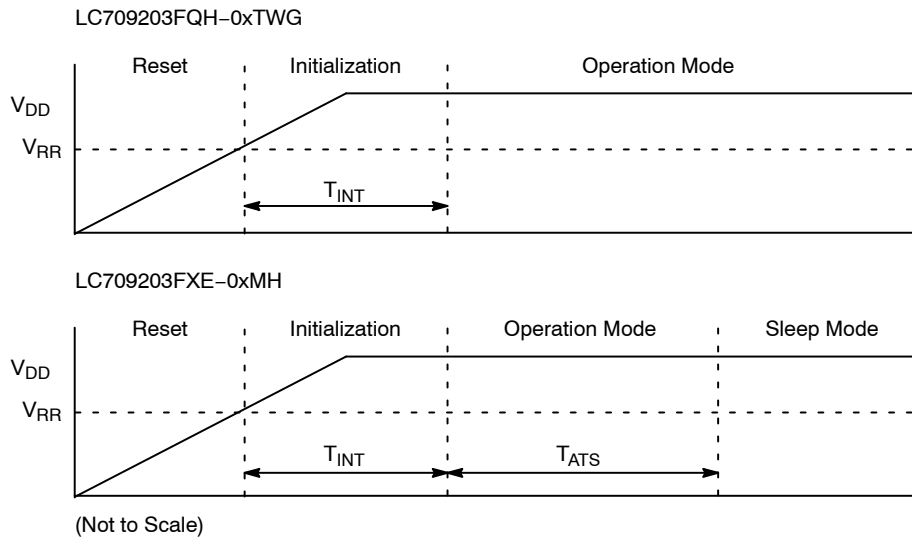 LC709203FQH−0xTWG
Reset Initialization Operation Mode
VDD
VRR
TINT
LC709203FXE−0xMH
Reset Initialization Operation Mode Sleep Mode
VDD
VRR
TINT TATS
(Not to Scale)